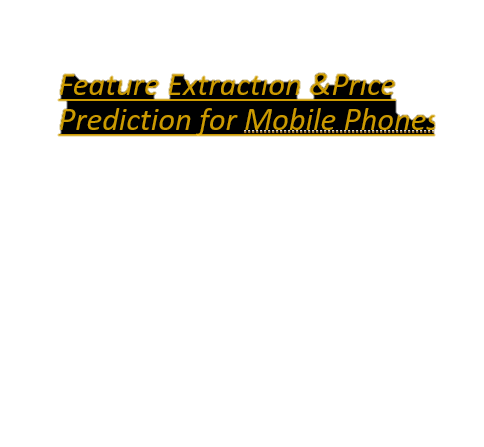 Feature Extraction &Price
Prediction for Mobile Phones